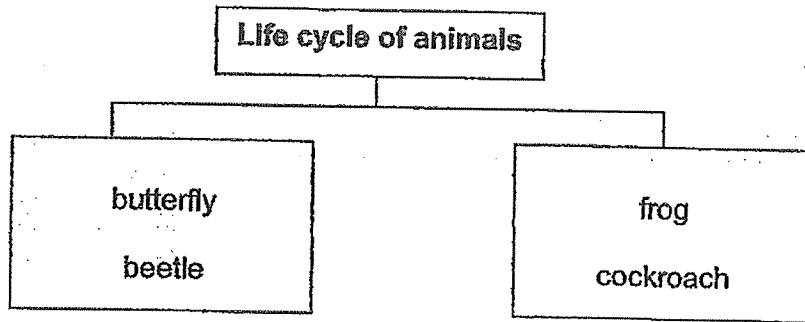 Life cycle of animals
butterfly
beetle
frog
cockroach